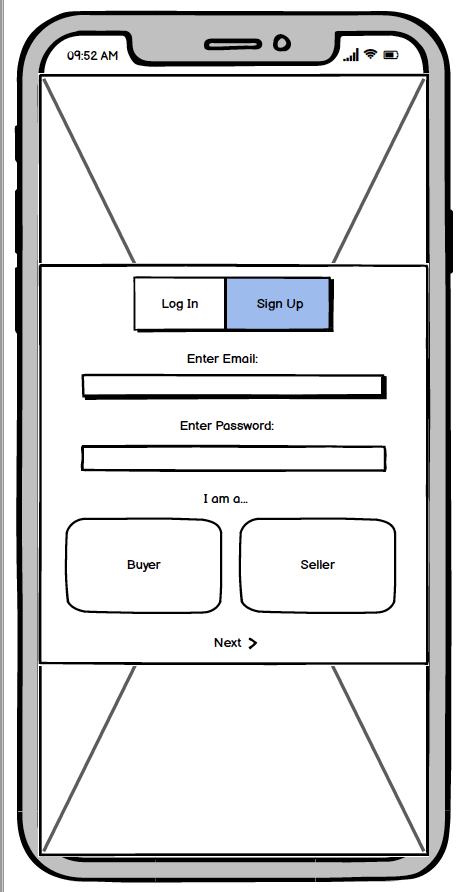 09:52 AM
Log In Sign Up
Enter Email:
Enter Password:
I am a...
Buyer Seller
Next >